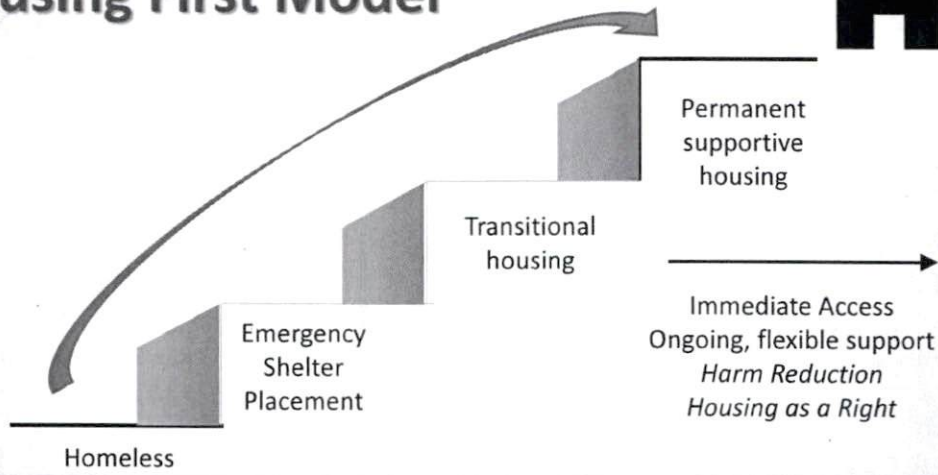 using First Model
Permanent
supportive
housing
Transitional
housing
Immediate Access
Ongoing, flexible support
Harm Reduction
Housing as a Right
Emergency
Shelter
Placement
Homeless